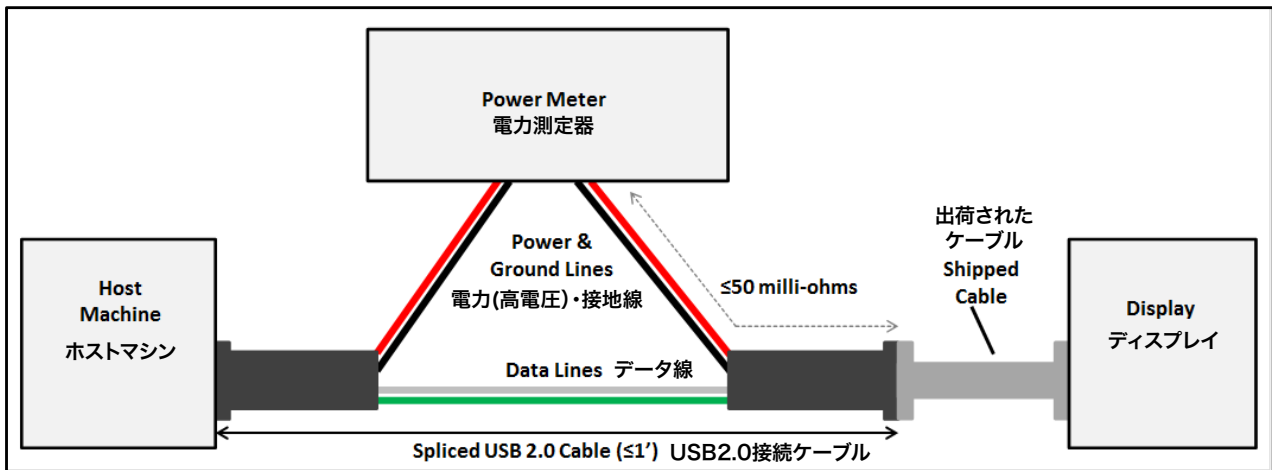 Power Meter
電力測定器
Host
Machine
ホストマシン
Power &
Ground Lines
電力(高電圧)・接地線
≤50 milli-ohms
出荷された
ケーブル
Shipped
Cable
Display
ディスプレイ
Data Lines データ線
Spliced USB 2.0 Cable (≤1’) USB2.0接続ケーブル